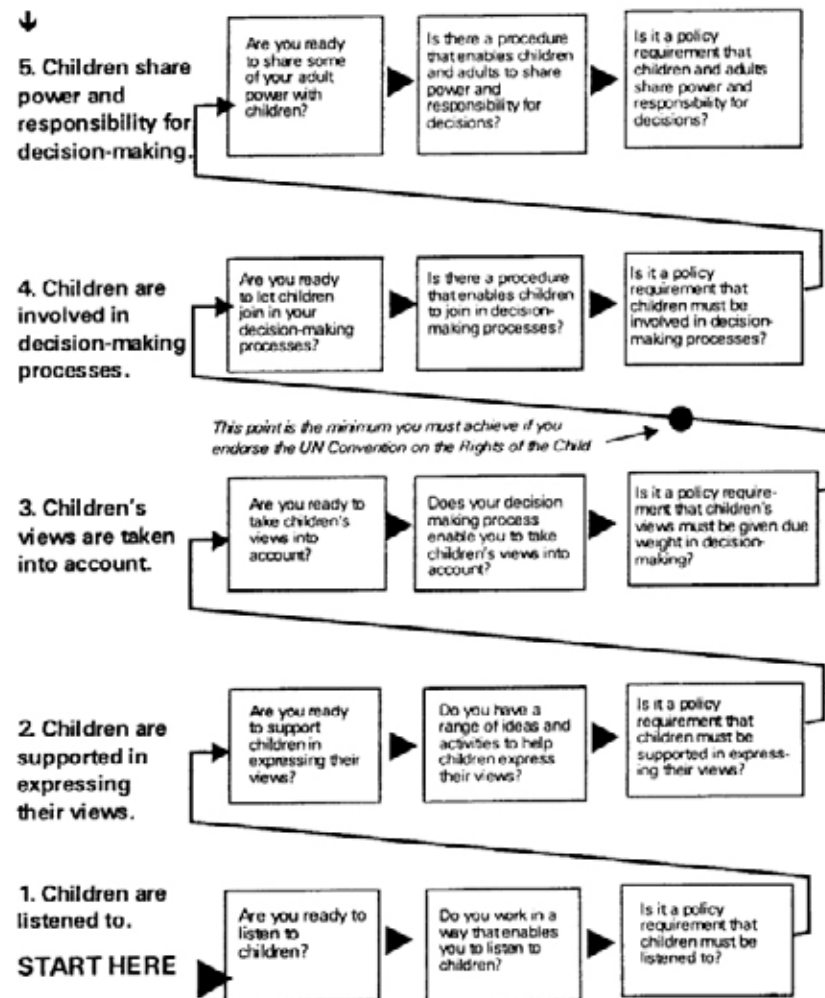 5. Children share
power and
responsibility for
decision-making.
Are you ready
to share some
of your adult
power with
children?
Is there a procedure
that enables children
and adults to share
power and
responsibility for
decisions?
Is it a policy
requirement that
children and adults
share power and
responsibility for
decisions?
4. Children are
involved in
decision-making
processes.
Are you ready
to let children
join in your
decision-making
processes?
Is there a procedure
that enables children
to join in decision-
making processes?
Is it a policy
requirement that
children must be
involved in decision-
making processes?
This point is the minimum you must achieve if you
endorse the UN Convention on the Rights of the Child
3. Children's
views are taken
into account.
Are you ready to
take children's
views into
account?
Does your decision
making process
enable you to take
children's views into
account?
Is it a policy require-
ment that children's
views must be given due
weight in decision-
making?
2. Children are
supported in
expressing
their views.
Are you ready
to support
children in
expressing their
views?
Do you have a
range of ideas and
activities to help
children express
their views?
Is it a policy
requirement that
children must be
supported in express-
ing their views?
1. Children are
listened to.
START HERE
Are you ready to
listen to
children?
Do you work in a
way that enables
you to listen to
children?
Is it a policy
requirement that
children must be
listened to?